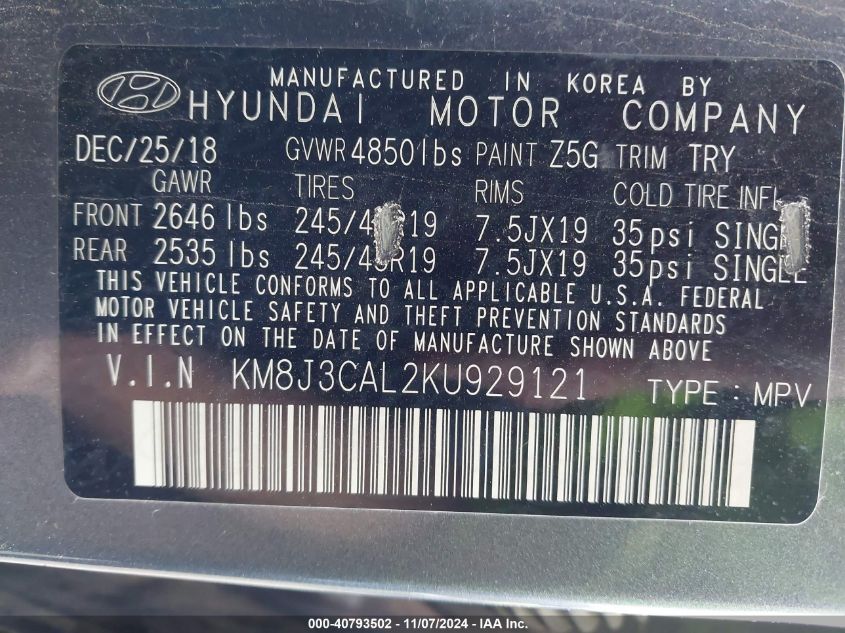 MANUFACTURED IN KOREA BY
HYUNDAI MOTOR COMPANY
DEC/25/18 GVWR 4850lbs PAINT Z5G TRIM TRY
GAWR TIRES RIMS COLD TIRE INFL
FRONT 2646 lbs 7.5JX19 35psi
REAR 2535 lbs 245/45R19 7.5JX19 35psi SINGLE
THIS VEHICLE CONFORMS TO ALL APPLICABLE U.S.A. FEDERAL
MOTOR VEHICLE SAFETY AND THEFT PREVENTION STANDARDS
IN EFFECT ON THE DATE OF MANUFACTURE SHOWN ABOVE
V.I.N KM8J3CAL2KU929121 TYPE : MPV
000-40793502 - 11/07/2024 - IAA Inc.